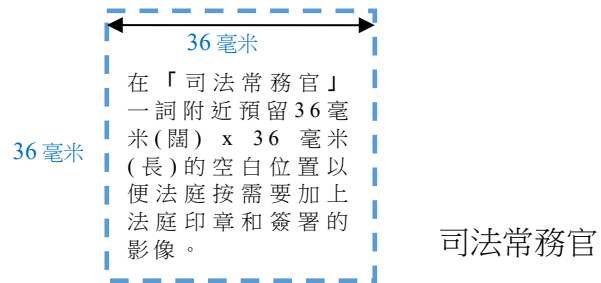 36 毫米
在「司法常務官」
一詞附近預留36毫
米(闊) x 36 毫米
(長)的空白位置以
便法庭按需要加上
法庭印章和簽署的
影像。
36 毫米
司法常務官